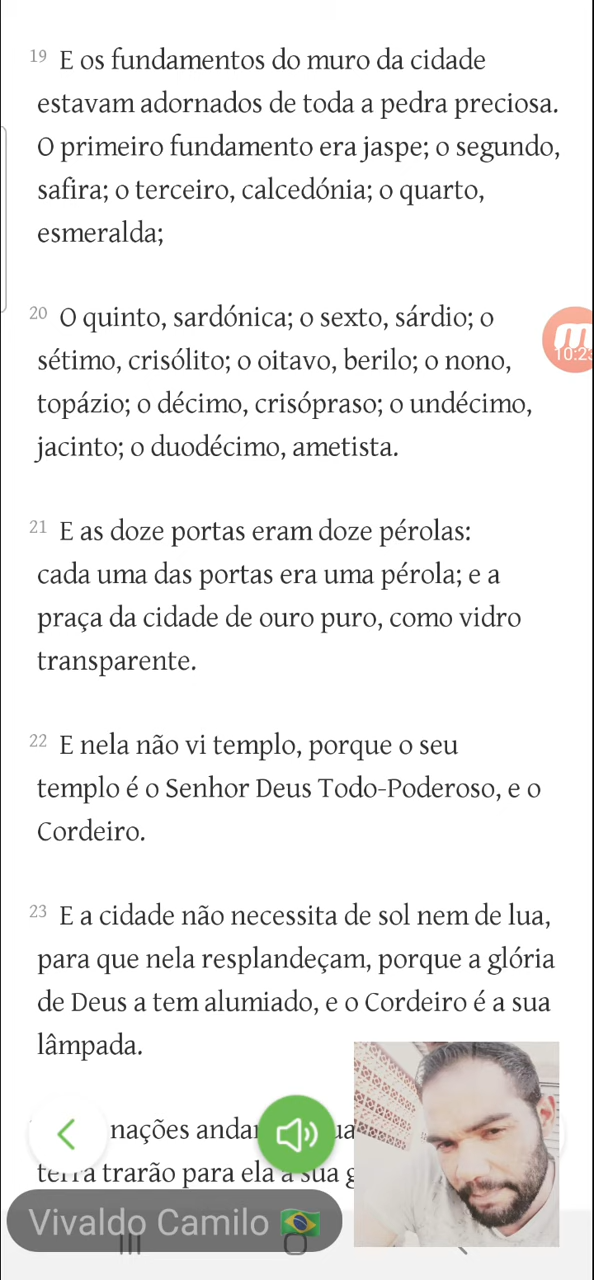 19 E os fundamentos do muro da cidade
estavam adornados de toda a pedra preciosa.
O primeiro fundamento era jaspe; o segundo,
safira; o terceiro, calcedónia; o quarto,
esmeralda;
20 O quinto, sardónica; o sexto, sárdio; o
sétimo, crisólito; o oitavo, berilo; o nono,
topázio; o décimo, crisópraso; o undécimo,
jacinto; o duodécimo, ametista.
10:23
21 E as doze portas eram doze pérolas:
cada uma das portas era uma pérola; e a
praça da cidade de ouro puro, como vidro
transparente.
22 E nela não vi templo, porque o seu
templo é o Senhor Deus Todo-Poderoso, e o
Cordeiro.
23 E a cidade não necessita de sol nem de lua,
para que nela resplandeçam, porque a glória
de Deus a tem alumiado, e o Cordeiro é a sua
lâmpada.
nações
terra trarão para ela a sua
Vivaldo Camilo